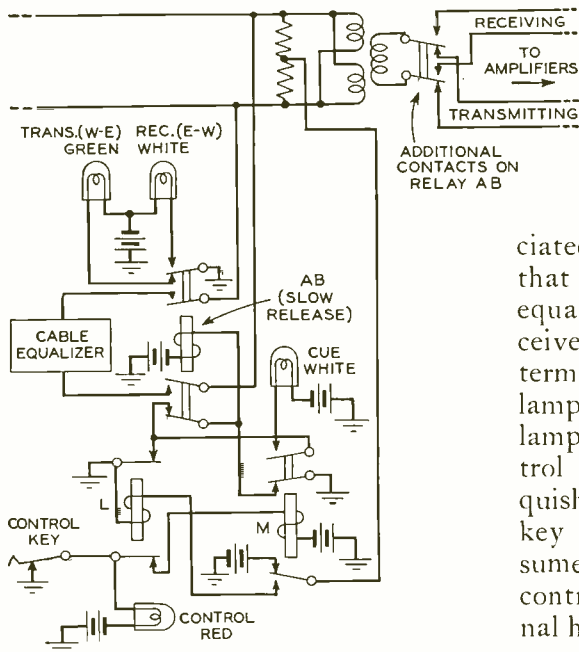 RECEIVING
TO
AMPLIFIERS
TRANSMITTING
TRANS.(W-E) REC.(E-W)
GREEN WHITE
ADDITIONAL
CONTACTS ON
RELAY AB
AB
(SLOW
RELEASE)
CABLE
EQUALIZER
CUE
WHITE
L
M
CONTROL
KEY
CONTROL
RED
ciated
that
equa
ceive
term
lamp
lamp
trol
quish
key
sume
contr
nal h